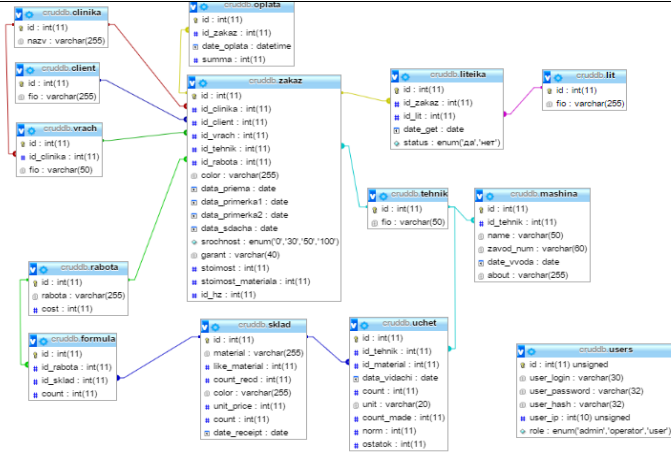 cruddb.clinika
id : int(11)
nazv : varchar(255)
cruddb.client
id : int(11)
fio : varchar(255)
cruddb.vrach
id : int(11)
id_clinika : int(11)
fio : varchar(50)
cruddb.oplata
id : int(11)
id_zakaz : int(11)
date_oplata : datetime
summa : int(11)
cruddb.zakaz
id : int(11)
id_clinika : int(11)
id_client : int(11)
id_vrach : int(11)
id_tehnik : int(11)
id_rabota : int(11)
color : varchar(255)
data_priema : date
data_primerka1 : date
data_primerka2 : date
data_sdacha : date
srochnost : enum('0','30','50','100')
garant : varchar(40)
stoimost : int(11)
stoimost_materiala : int(11)
id_hz : int(11)
cruddb.liteika
id : int(11)
id_zakaz : int(11)
id_lit : int(11)
date_get : date
status : enum('да','нет')
cruddb.lit
id : int(11)
fio : varchar(255)
cruddb.tehnik
id : int(11)
fio : varchar(50)
cruddb.mashina
id : int(11)
id_tehnik : int(11)
name : varchar(50)
zavod_num : varchar(60)
date_vvoda : date
about : varchar(255)
cruddb.rabota
id : int(11)
rabota : varchar(255)
cost : int(11)
cruddb.formula
id : int(11)
id_rabota : int(11)
id_sklad : int(11)
count : int(11)
cruddb.sklad
id : int(11)
material : varchar(255)
like_material : int(11)
count_recd : int(11)
color : varchar(255)
unit_price : int(11)
count : int(11)
date_receipt : date
cruddb.uchet
id : int(11)
id_tehnik : int(11)
id_material : int(11)
data_vidachi : date
count : int(11)
unit : varchar(20)
count_made : int(11)
norm : int(11)
ostatok : int(11)
cruddb.users
id : int(11) unsigned
user_login : varchar(30)
user_password : varchar(32)
user_hash : varchar(32)
user_ip : int(10) unsigned
role : enum('admin','operator','user')